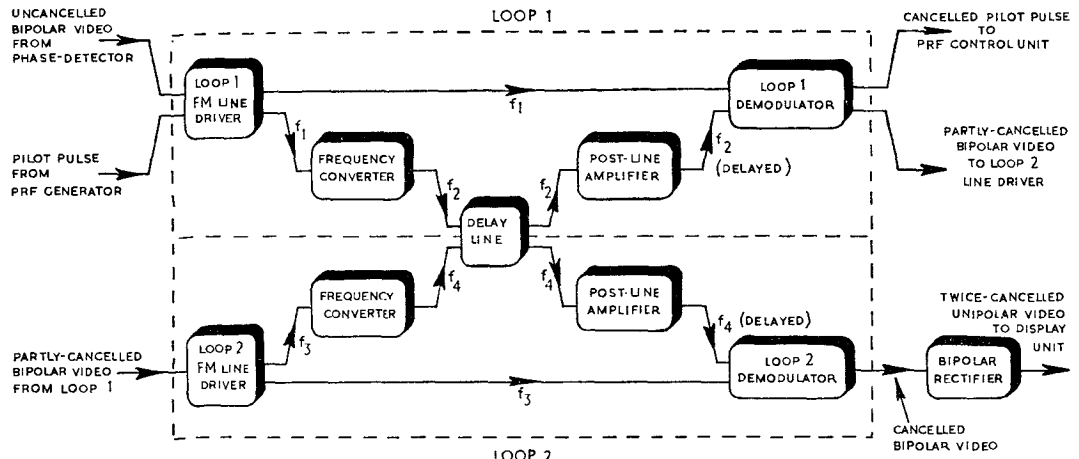 LOOP 1
UNCANCELLED
BIPOLAR VIDEO
FROM
PHASE-DETECTOR
PILOT PULSE
FROM
PRF GENERATOR
LOOP 1
FM LINE
DRIVER
f1
f1
FREQUENCY
CONVERTER
f2
DELAY
LINE
f2
POST-LINE
AMPLIFIER
f2
(DELAYED)
LOOP 1
DEMODULATOR
CANCELLED PILOT PULSE
TO
PRF CONTROL UNIT
PARTLY-CANCELLED
BIPOLAR VIDEO
TO LOOP 2
LINE DRIVER
PARTLY-CANCELLED
BIPOLAR VIDEO
FROM LOOP 1
LOOP 2
FM LINE
DRIVER
f3
f3
FREQUENCY
CONVERTER
f4
f4
POST-LINE
AMPLIFIER
f4 (DELAYED)
LOOP 2
DEMODULATOR
CANCELLED
BIPOLAR VIDEO
BIPOLAR
RECTIFIER
TWICE-CANCELLED
UNIPOLAR VIDEO
TO DISPLAY
UNIT
LOOP 2